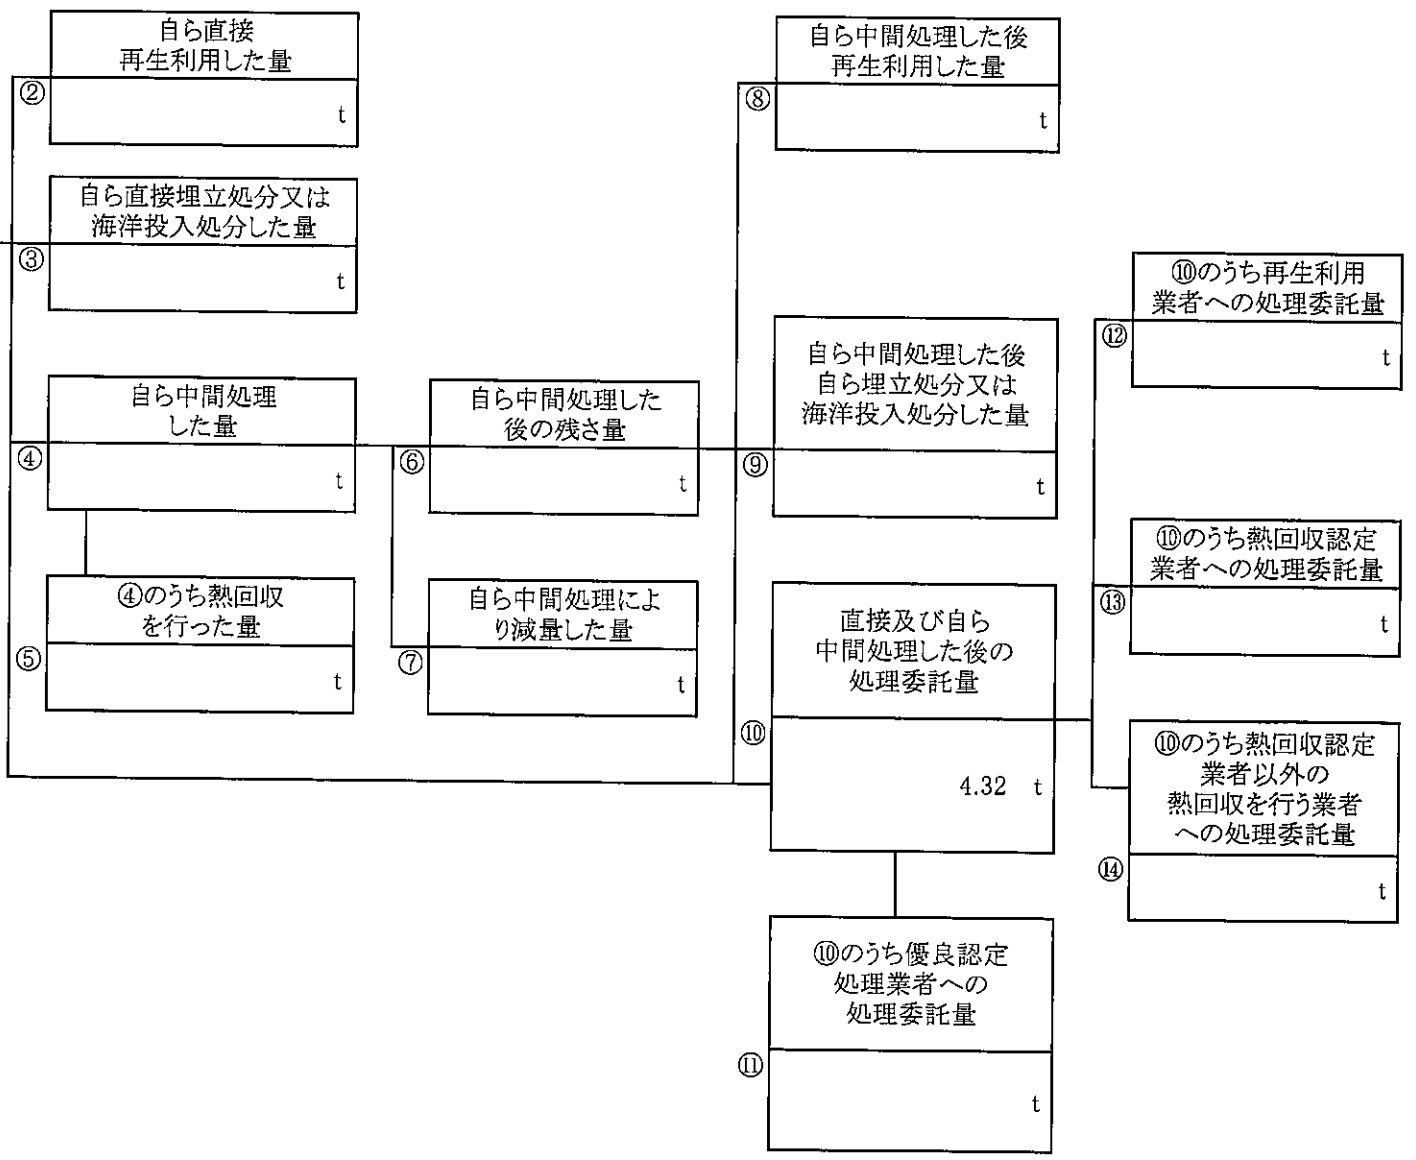 自ら直接
再生利用した量
②
t
自ら直接埋立処分又は
海洋投入処分した量
③
t
自ら中間処理
した量
④
t
④のうち熱回収
を行った量
⑤
t
自ら中間処理した
後の残さ量
⑥
t
自ら中間処理によ
り減量した量
⑦
t
自ら中間処理した後
再生利用した量
⑧
t
自ら中間処理した後
自ら埋立処分又は
海洋投入処分した量
⑨
t
直接及び自ら
中間処理した後の
処理委託量
⑩
4.32 t
⑩のうち優良認定
処理業者への
処理委託量
⑪
t
⑩のうち再生利用
業者への処理委託量
⑫
t
⑩のうち熱回収認定
業者への処理委託量
⑬
t
⑩のうち熱回収認定
業者以外の
熱回収を行う業者
への処理委託量
⑭
t